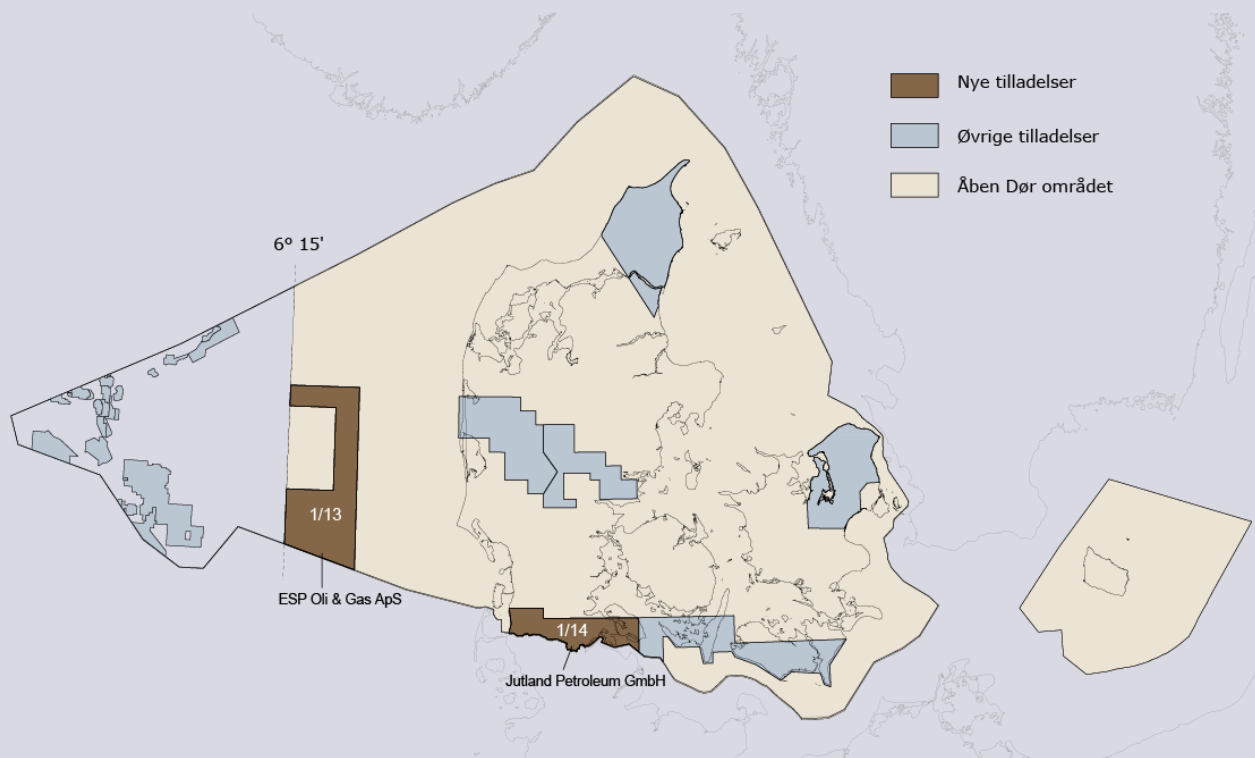 Nye tilladelser
Øvrige tilladelser
Åben Dør området
6º 15'
1/13
ESP Oli & Gas ApS
1/14
Jutland Petroleum GmbH